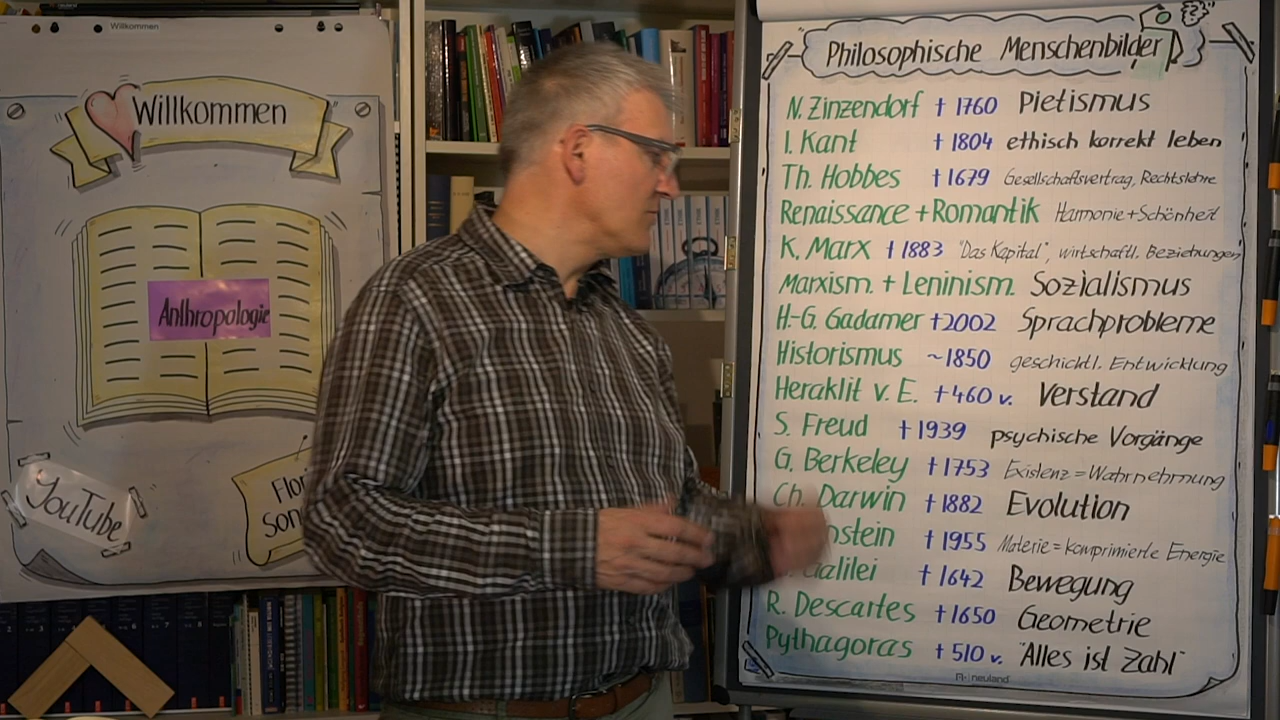 Willkommen
Willkommen
Anthropologie
YouTube
Philosophische Menschenbilder
N. Zinzendorf † 1760 Pietismus
I. Kant † 1804 ethisch korrekt leben
Th. Hobbes † 1679 Gesellschaftsvertrag, Rechtslehre
Renaissance + Romantik Harmonie + Schönheit
K. Marx † 1883 "Das Kapital", wirtschaftl. Beziehungen
Marxism. + Leninism. Sozialismus
H.-G. Gadamer † 2002 Sprachprobleme
Historismus ~1850 geschichtl. Entwicklung
Heraklit v. E. † 460 v. Verstand
S. Freud † 1939 psychische Vorgänge
G. Berkeley † 1753 Existenz = Wahrnehmung
Ch. Darwin † 1882 Evolution
nstein † 1955 Materie = komprimierte Energie
Galilei † 1642 Bewegung
R. Descartes † 1650 Geometrie
Pythagoras † 510 v. "Alles ist Zahl"
neuland